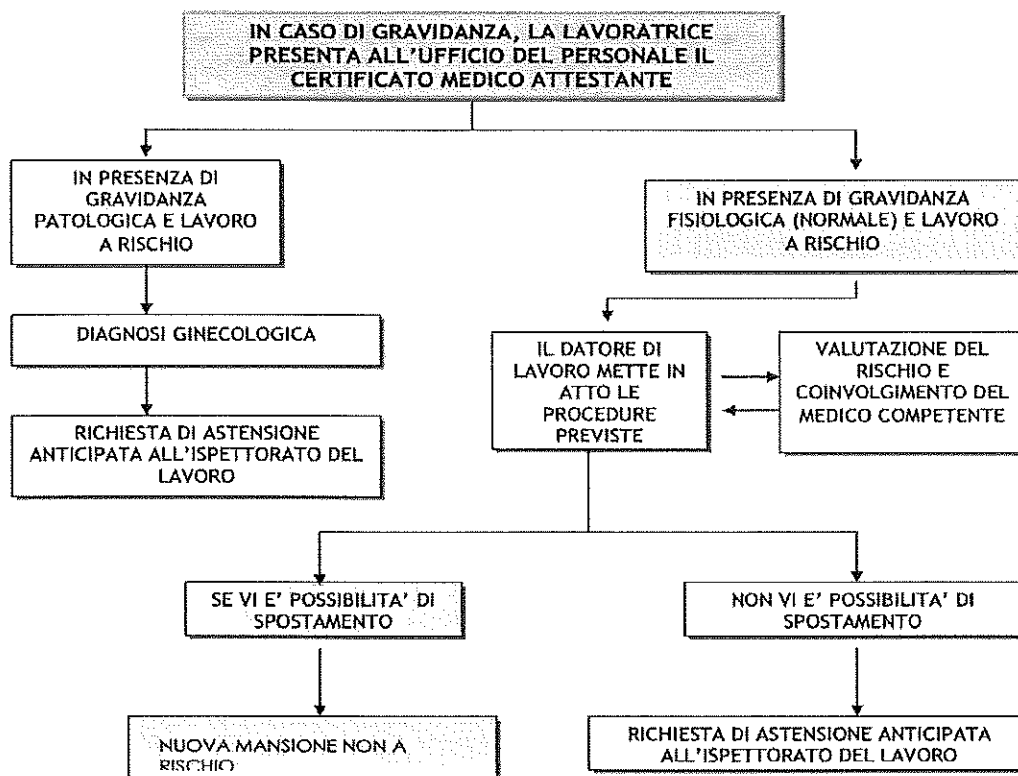 IN CASO DI GRAVIDANZA, LA LAVORATRICE
PRESENTA ALL'UFFICIO DEL PERSONALE IL
CERTIFICATO MEDICO ATTESTANTE
IN PRESENZA DI
GRAVIDANZA
PATOLOGICA E LAVORO
A RISCHIO
IN PRESENZA DI GRAVIDANZA
FISIOLOGICA (NORMALE) E LAVORO
A RISCHIO
DIAGNOSI GINECOLOGICA
IL DATORE DI
LAVORO METTE IN
ATTO LE
PROCEDURE
PREVISTE
VALUTAZIONE DEL
RISCHIO E
COINVOLGIMENTO DEL
MEDICO COMPETENTE
RICHIESTA DI ASTENSIONE
ANTICIPATA ALL'ISPETTORATO DEL
LAVORO
SE VI E' POSSIBILITA' DI
SPOSTAMENTO
NON VI E' POSSIBILITA' DI
SPOSTAMENTO
NUOVA MANSIONE NON A
RISCHIO
RICHIESTA DI ASTENSIONE ANTICIPATA
ALL'ISPETTORATO DEL LAVORO